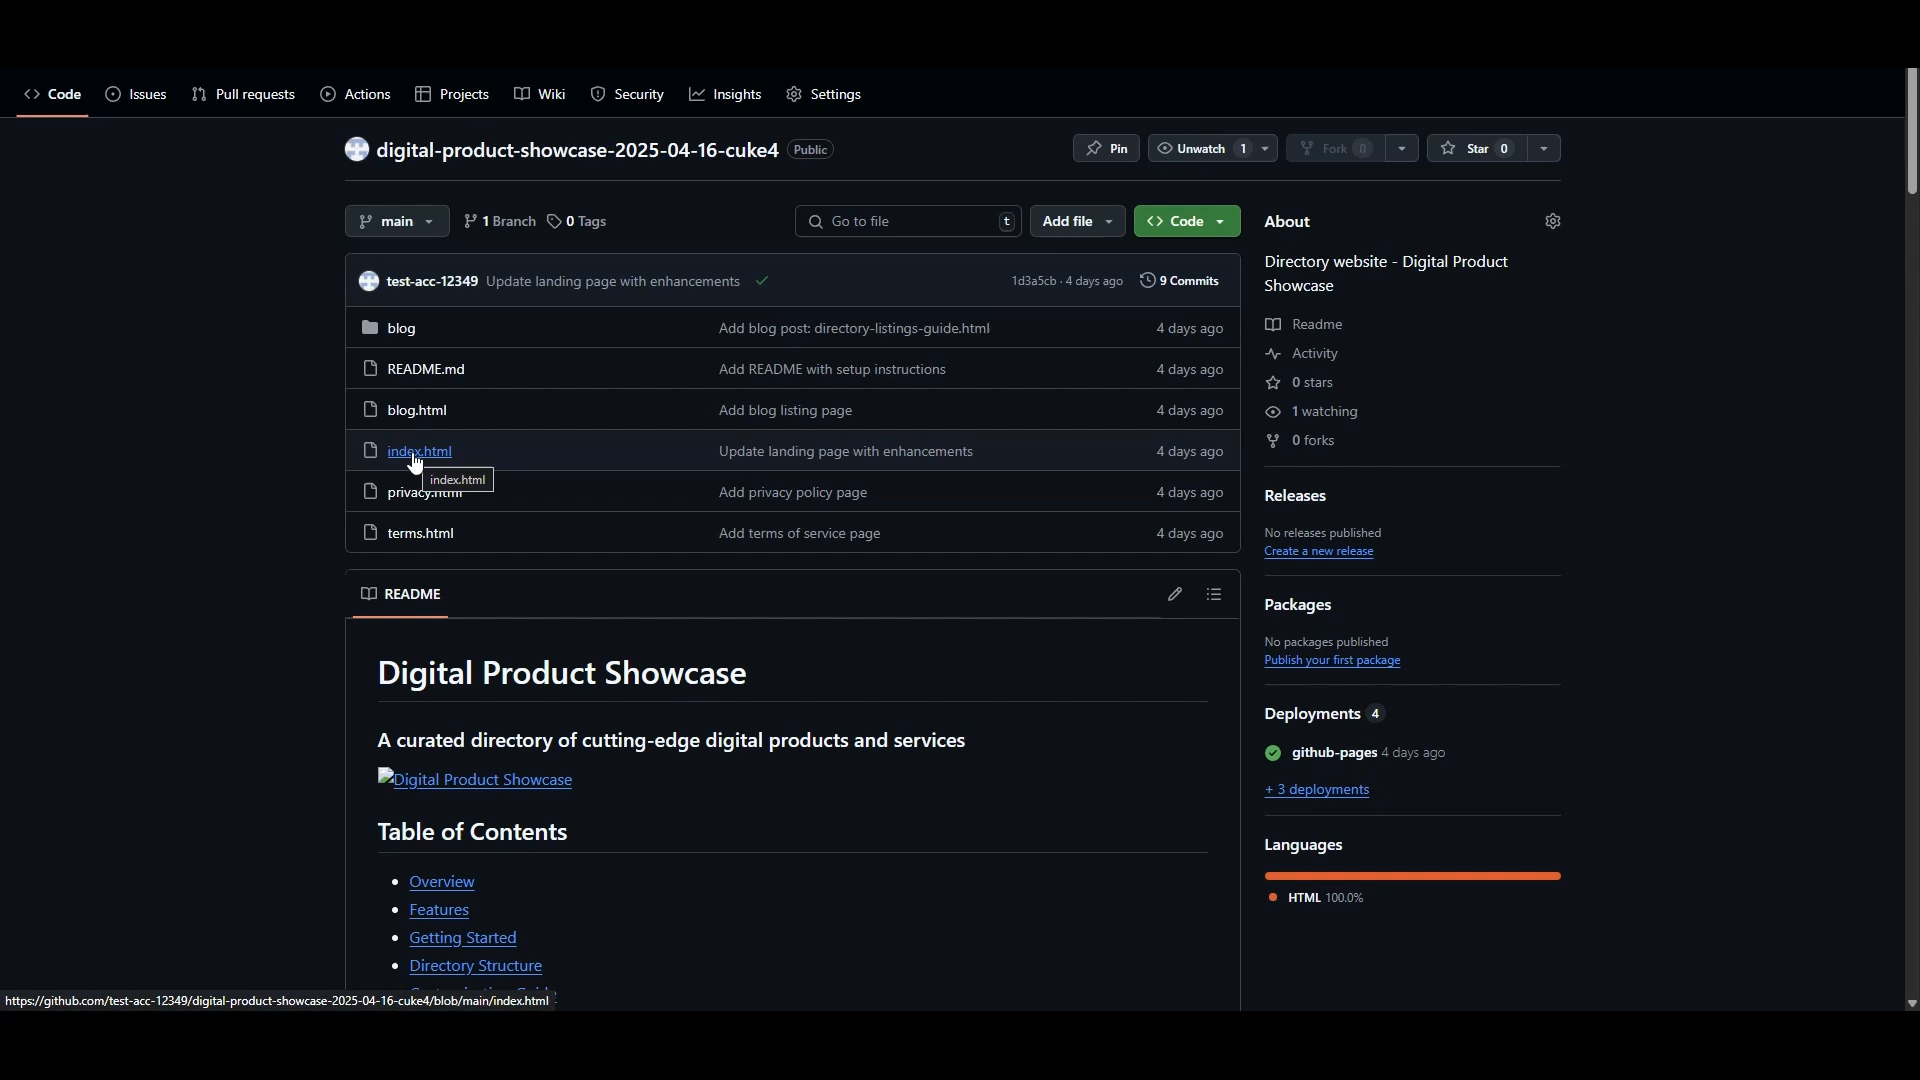 Code Issues Pull requests Actions Projects Wiki Security Insights Settings
digital-product-showcase-2025-04-16-cuke4 Public
Pin Unwatch 1 Fork 0 Star 0
main 1 Branch 0 Tags Go to file t Add file Code
test-acc-12349 Update landing page with enhancements 1d3a5cb · 4 days ago 9 Commits
blog Add blog post: directory-listings-guide.html 4 days ago
README.md Add README with setup instructions 4 days ago
blog.html Add blog listing page 4 days ago
index.html Update landing page with enhancements 4 days ago
index.html
privacy.html Add privacy policy page 4 days ago
terms.html Add terms of service page 4 days ago
README
Digital Product Showcase
A curated directory of cutting-edge digital products and services
Digital Product Showcase
Table of Contents
Overview
Features
Getting Started
Directory Structure
About
Directory website - Digital Product
Showcase
Readme
Activity
0 stars
1 watching
0 forks
Releases
No releases published
Create a new release
Packages
No packages published
Publish your first package
Deployments 4
github-pages 4 days ago
+ 3 deployments
Languages
HTML 100.0%
https://github.com/test-acc-12349/digital-product-showcase-2025-04-16-cuke4/blob/main/index.html